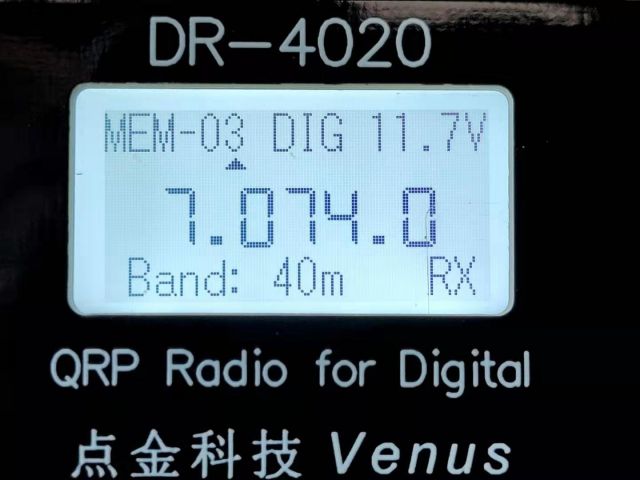 DR-4020
MEM-03 DIG 11.7V
7.074.0
Band: 40m RX
QRP Radio for Digital
点金科技 Venus